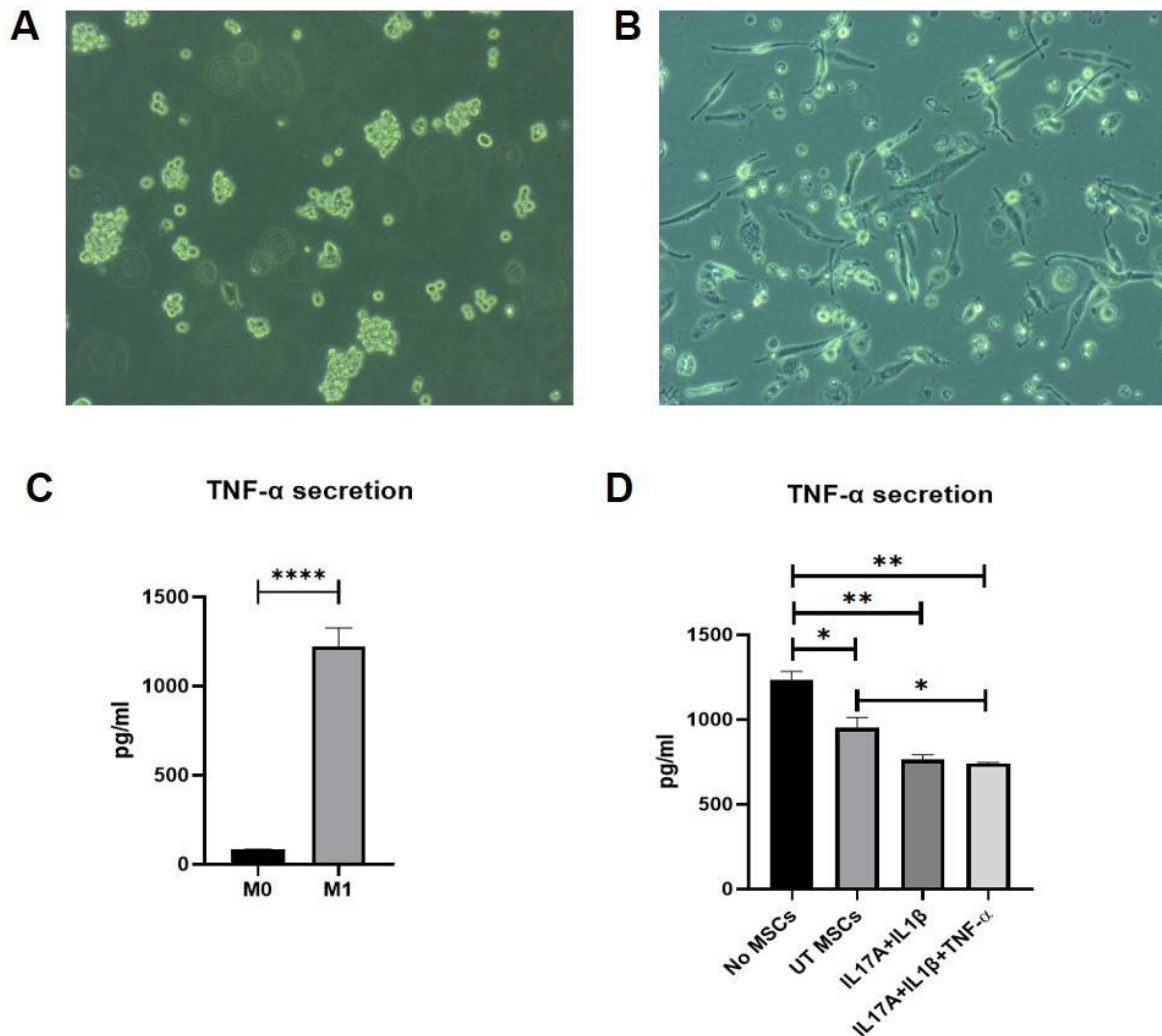 A
B
C
TNF-α secretion
****
1500
1000
500
0
pg/ml
M0
M1
D
TNF-α secretion
**
**
*
*
1500
1000
500
0
pg/ml
No MSCs
UT MSCs
IL17A+IL1β
IL17A+IL1β+TNF-α